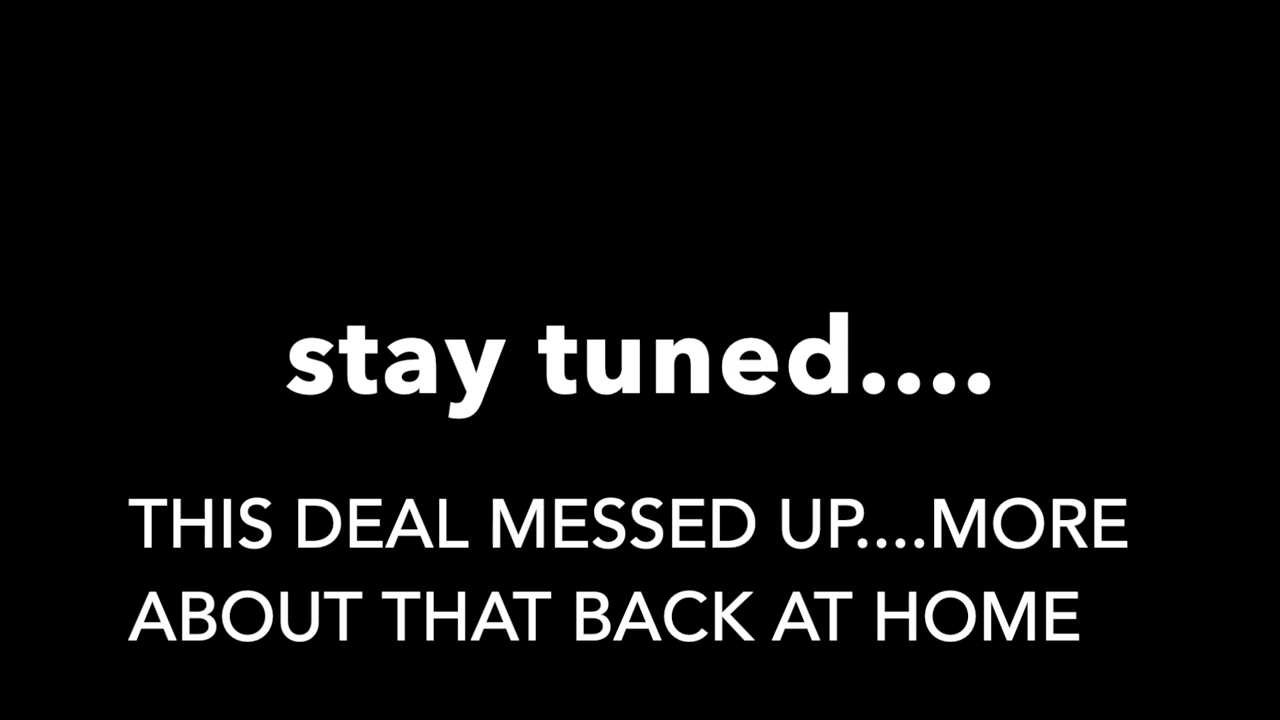 stay tuned....
THIS DEAL MESSED UP....MORE
ABOUT THAT BACK AT HOME